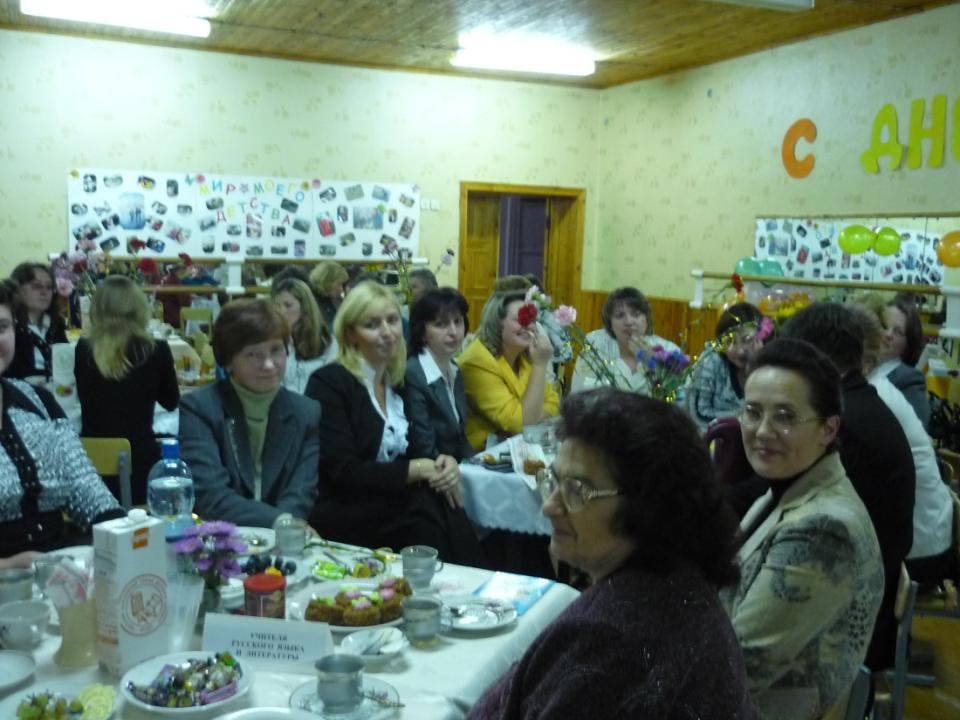 МИР МОЕГО
ДЕТСТВА
С ДН
УЧИТЕЛЯ
РУССКОГО ЯЗЫКА
И ЛИТЕРАТУРЫ